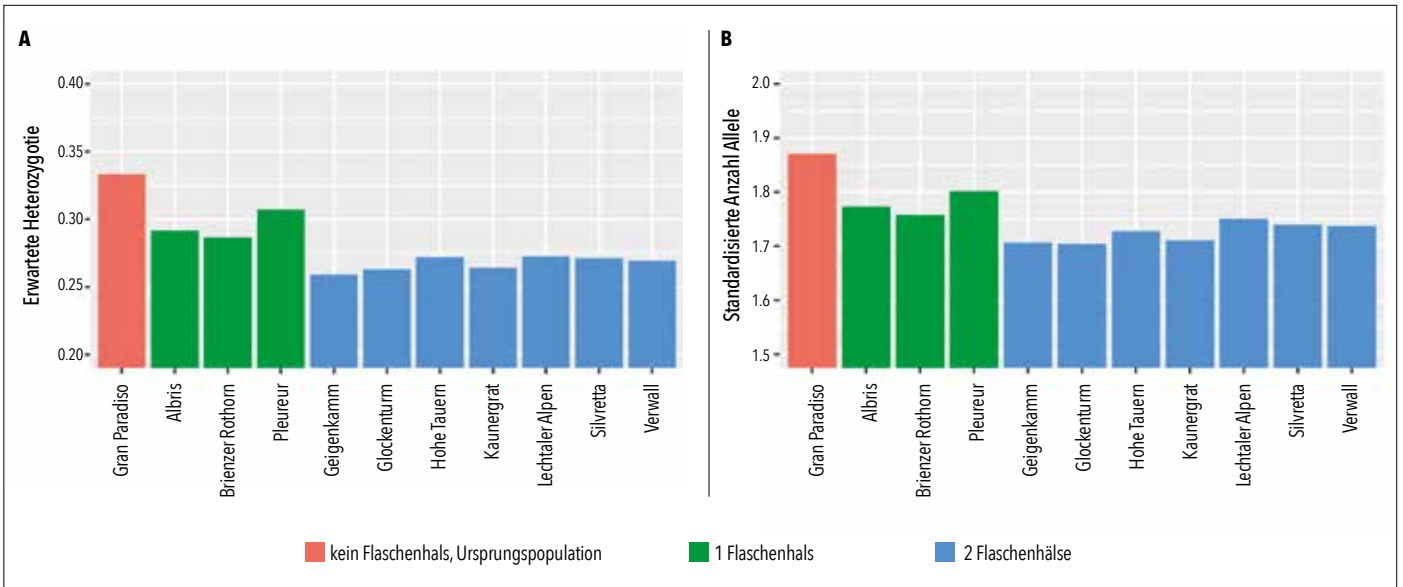 A
Erwartete Heterozygotie
0.40
0.35
0.30
0.25
0.20
Gran Paradiso
Albris
Brienzer Rothorn
Pleureur
Geigenkamm
Glockenturm
Hohe Tauern
Kaunergrat
Lechtaler Alpen
Silvretta
Verwall
B
Standardisierte Anzahl Allele
2.0
1.9
1.8
1.7
1.6
1.5
Gran Paradiso
Albris
Brienzer Rothorn
Pleureur
Geigenkamm
Glockenturm
Hohe Tauern
Kaunergrat
Lechtaler Alpen
Silvretta
Verwall
kein Flaschenhals, Ursprungspopulation
1 Flaschenhals
2 Flaschenhälse